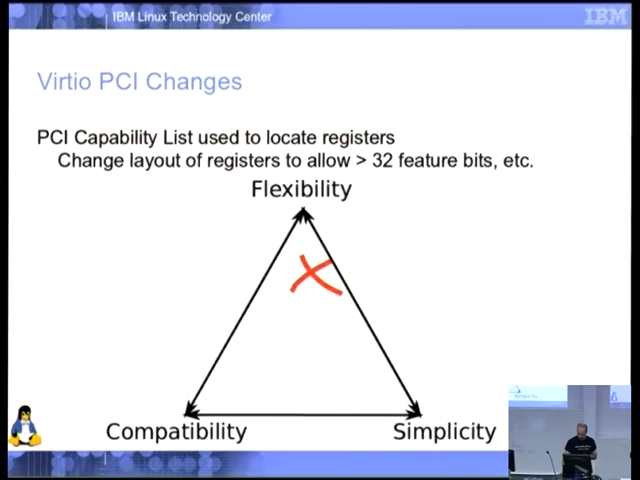 IBM Linux Technology Center
IBM
Virtio PCI Changes
PCI Capability List used to locate registers
Change layout of registers to allow > 32 feature bits, etc.
Flexibility
Compatibility
Simplicity
Simplicity